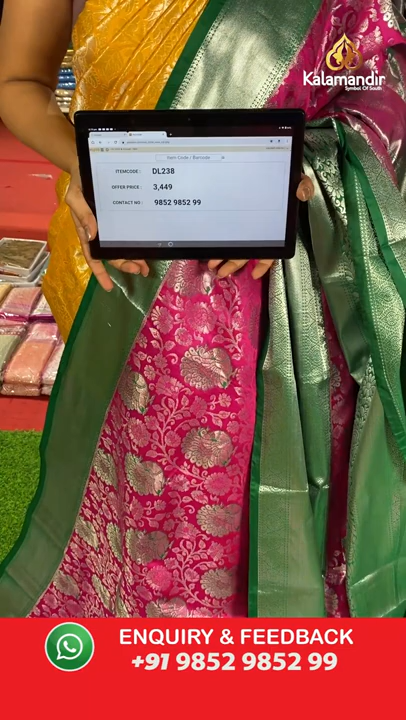 Kalamandir
Symbol Of South
Item Code / Barcode
ITEMCODE : DL238
OFFER PRICE : 3,449
CONTACT NO : 9852 9852 99
ENQUIRY & FEEDBACK
+91 9852 9852 99